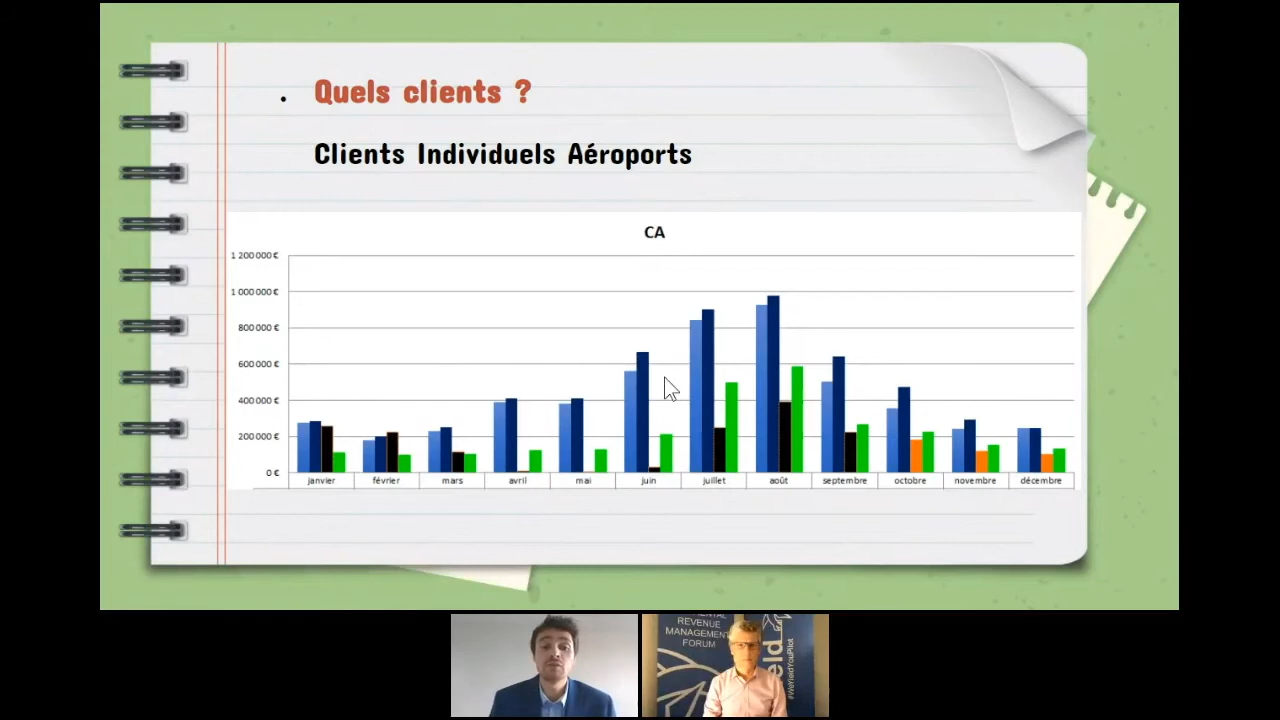 . Quels clients ?
Clients Individuels Aéroports
CA
1 200 000 €
1 000 000 €
800 000 €
600 000 €
400 000 €
200 000 €
0 €
janvier février mars avril mai juin juillet août septembre octobre novembre décembre
REVENUE
MANAGEMENT
FORUM
#WeYieldYouPilot